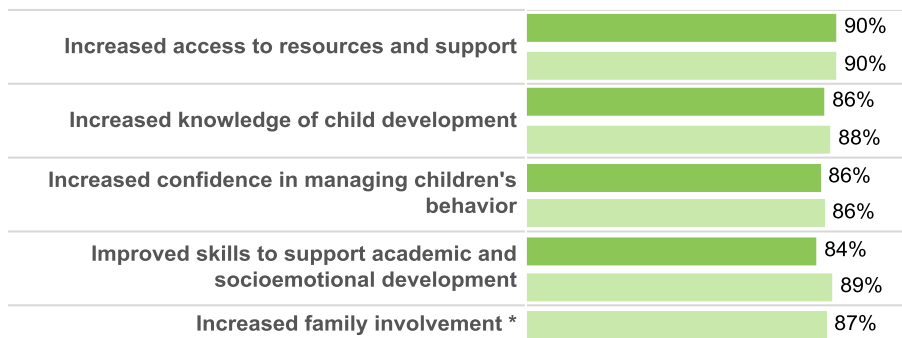 Increased access to resources and support
90%
90%
Increased knowledge of child development
86%
88%
Increased confidence in managing children's
behavior
86%
86%
Improved skills to support academic and
socioemotional development
84%
89%
Increased family involvement *
87%